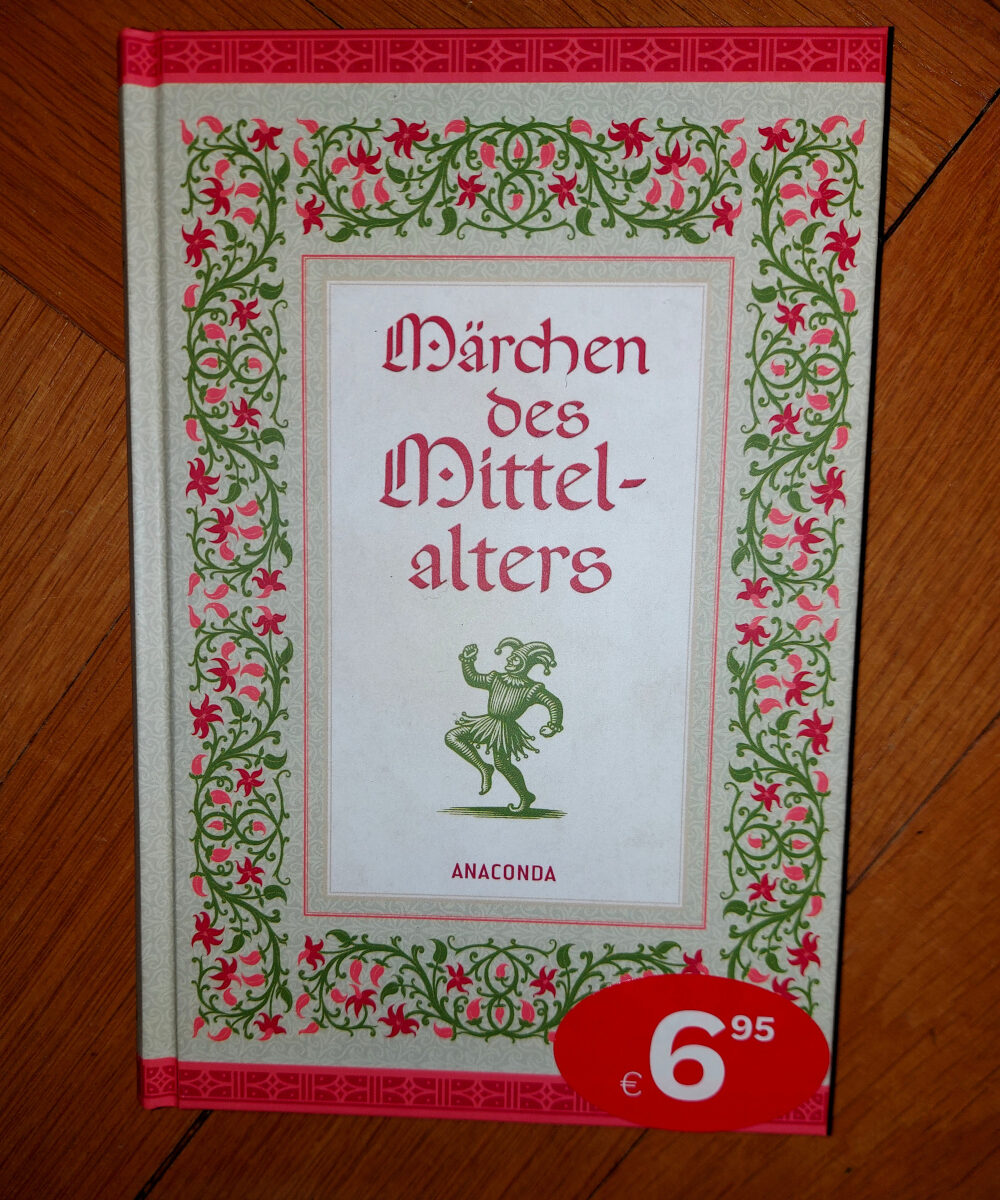 Märchen
des
Mittel-
alters
ANACONDA
€ 6 95